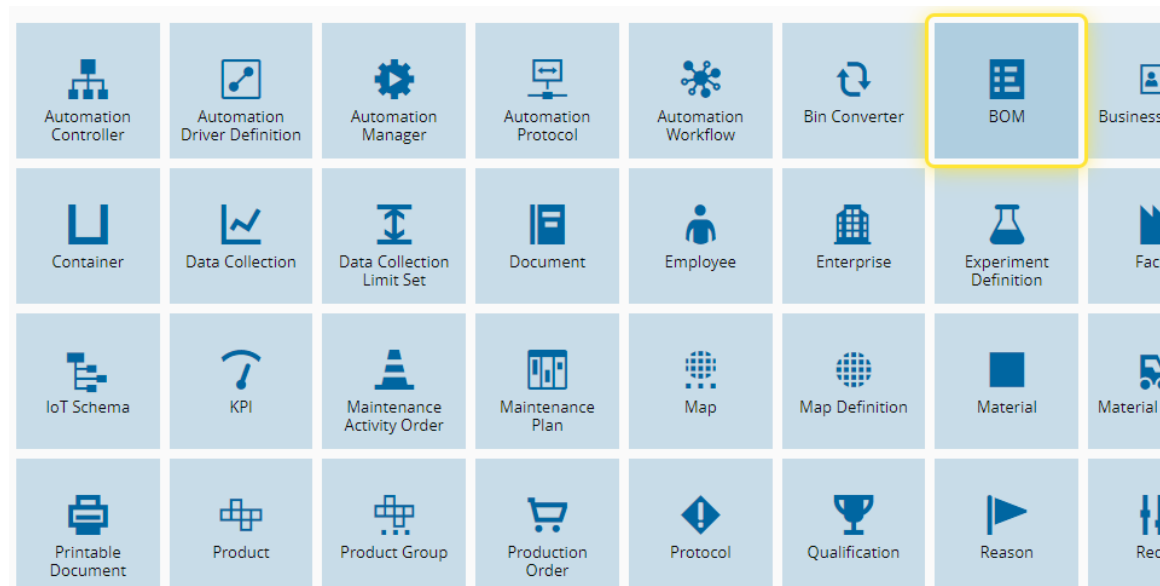 Automation
Controller
Automation
Driver Definition
Automation
Manager
Automation
Protocol
Automation
Workflow
Bin Converter
BOM
Business
Container
Data Collection
Data Collection
Limit Set
Document
Employee
Enterprise
Experiment
Definition
Fac
IoT Schema
KPI
Maintenance
Activity Order
Maintenance
Plan
Map
Map Definition
Material
Material
Printable
Document
Product
Product Group
Production
Order
Protocol
Qualification
Reason